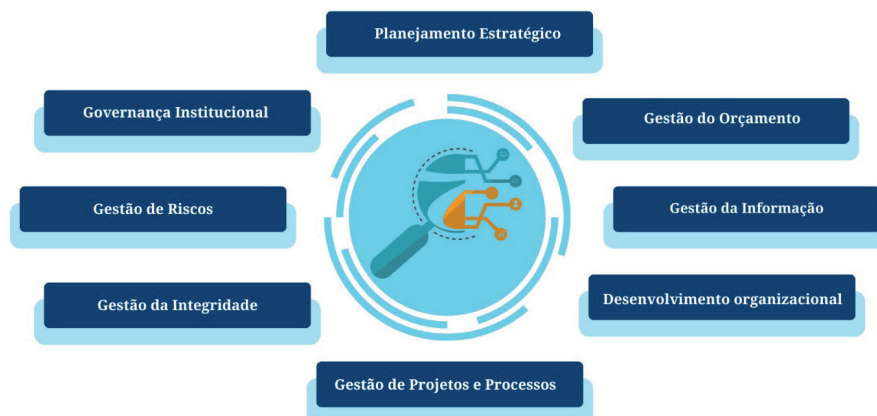 Planejamento Estratégico
Governança Institucional
Gestão do Orçamento
Gestão de Riscos
Gestão da Informação
Gestão da Integridade
Desenvolvimento organizacional
Gestão de Projetos e Processos